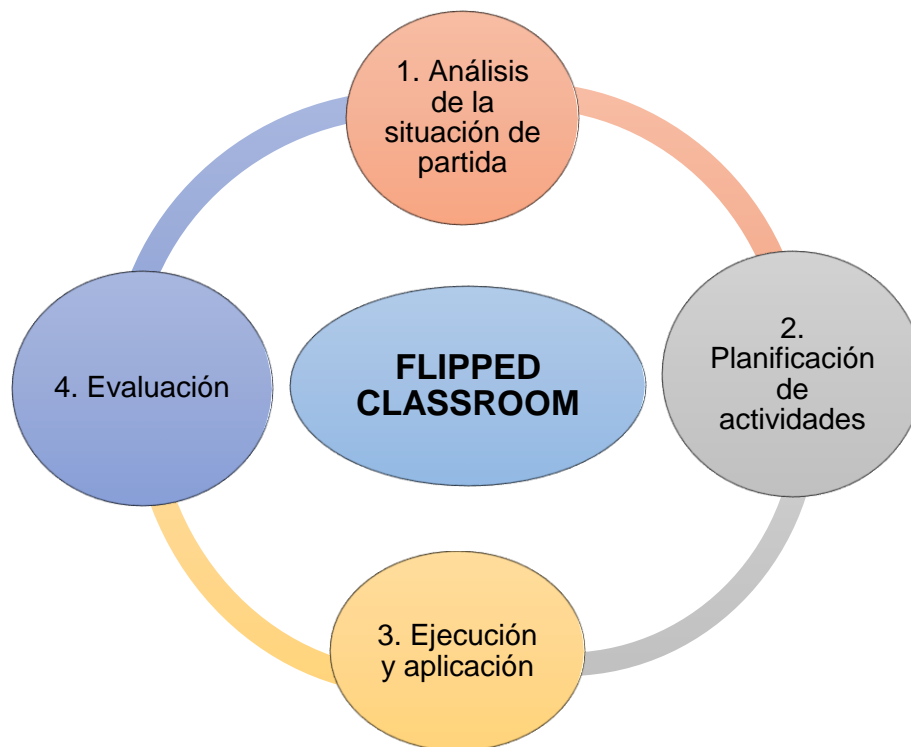 1. Análisis
de la
situación de
partida
2.
Planificación
de
actividades
3. Ejecución
y aplicación
4. Evaluación
FLIPPED
CLASSROOM